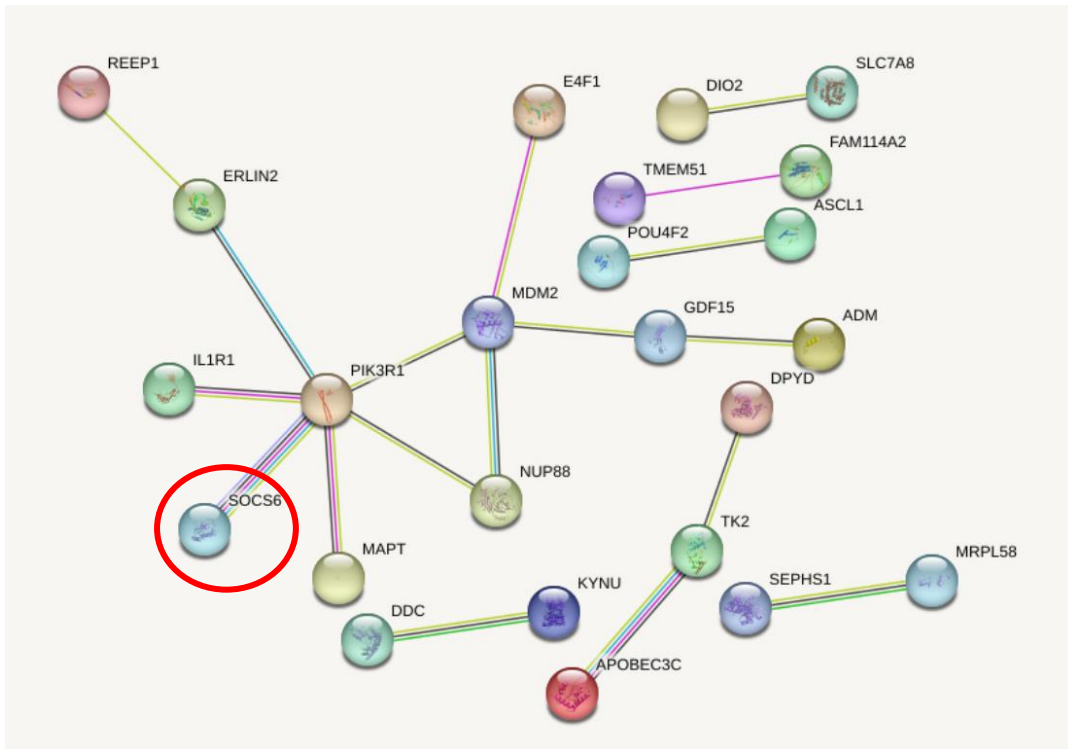 REEP1
SLC7A8
E4F1
DIO2
FAM114A2
TMEM51
ERLIN2
ASCL1
POU4F2
MDM2
GDF15
ADM
IL1R1
PIK3R1
DPYD
NUP88
SOCS6
TK2
MAPT
MRPL58
SEPHS1
KYNU
DDC
APOBEC3C